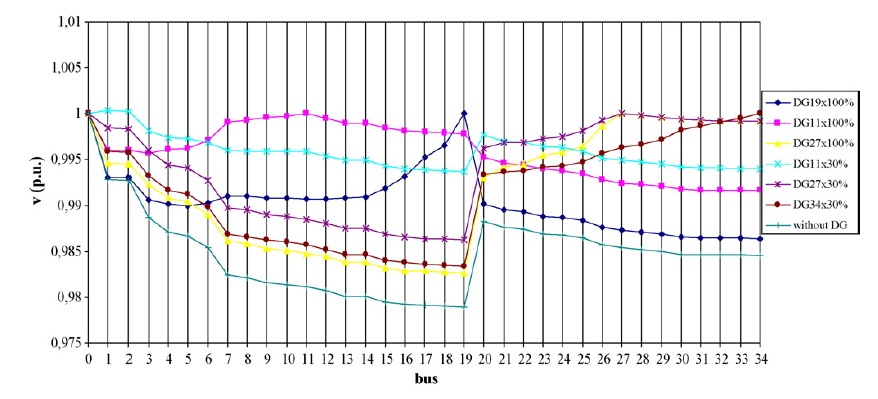 1,01
1,005
1
0,995
0,99
0,985
0,98
0,975
v (p.u.)
0 1 2 3 4 5 6 7 8 9 10 11 12 13 14 15 16 17 18 19 20 21 22 23 24 25 26 27 28 29 30 31 32 33 34
bus
DG19x100%
DG11x100%
DG27x100%
DG11x30%
DG27x30%
DG34x30%
without DG